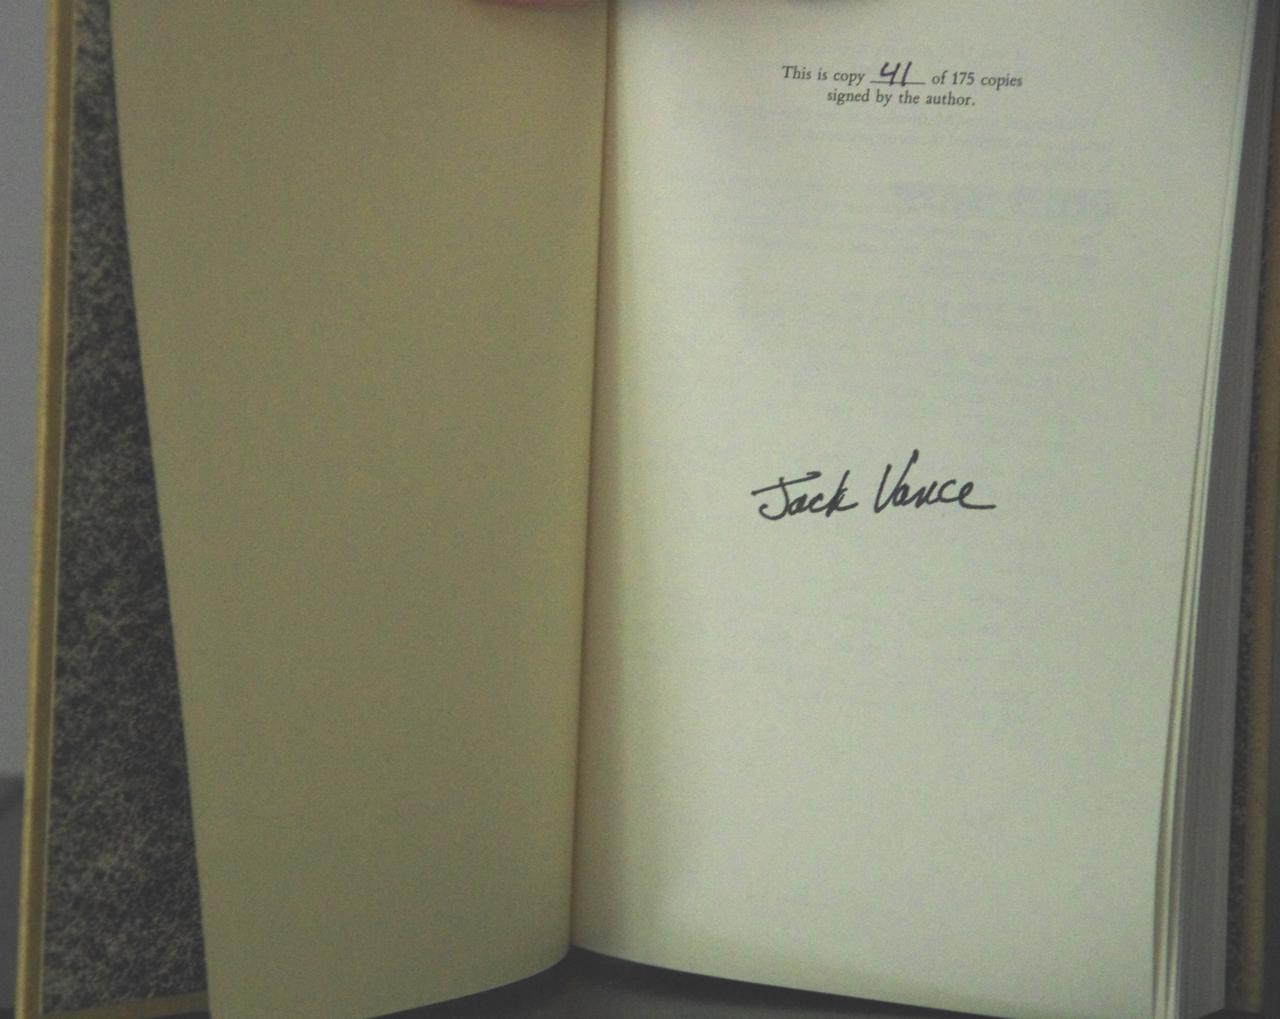 This is copy 41 of 175 copies
signed by the author.
Jack Vance